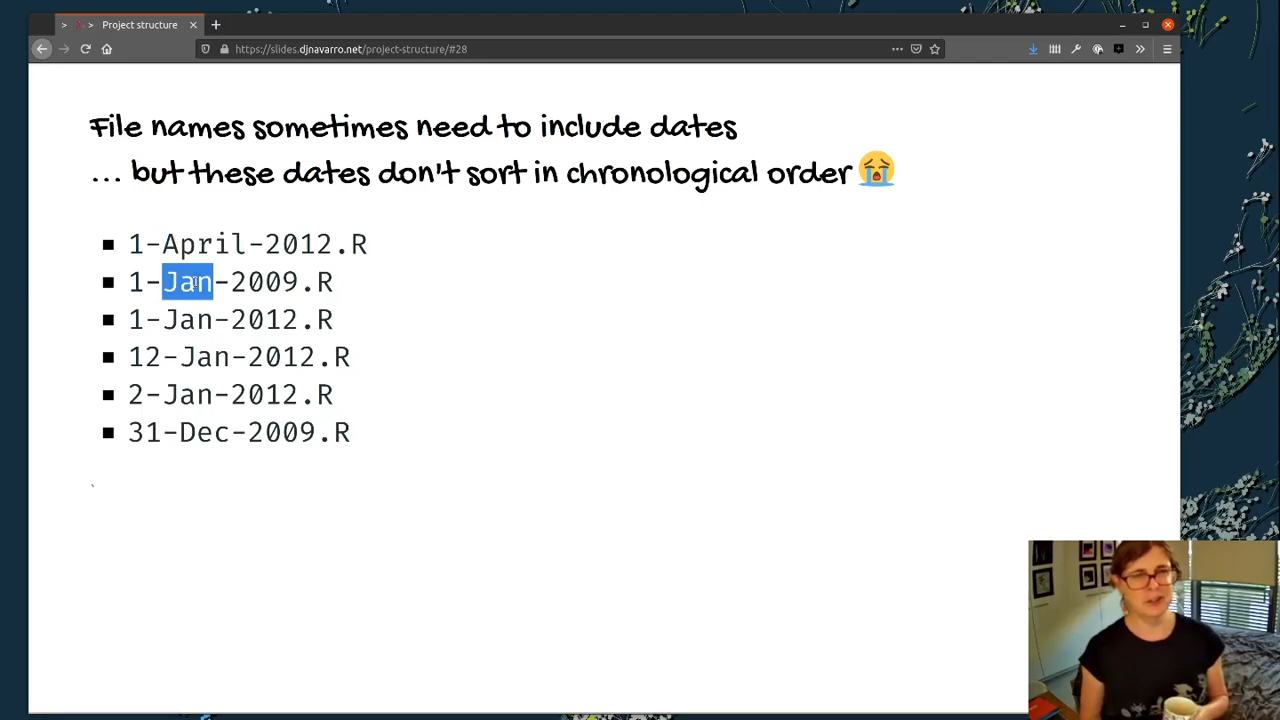 Project structure
https://slides.djnavarro.net/project-structure/#28
File names sometimes need to include dates
... but these dates don't sort in chronological order 😭
1-April-2012.R
1-Jan-2009.R
1-Jan-2012.R
12-Jan-2012.R
2-Jan-2012.R
31-Dec-2009.R
`